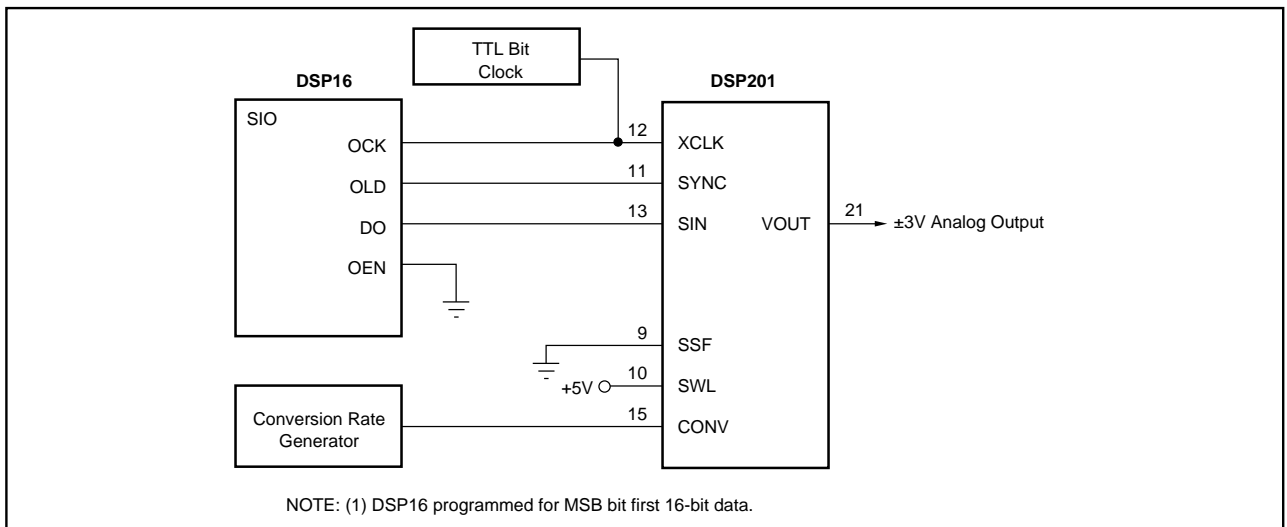 TTL Bit
Clock
DSP16
DSP201
SIO
OCK
12
XCLK
OLD
11
SYNC
DO
13
SIN
VOUT
21
±3V Analog Output
OEN
9
SSF
+5V
10
SWL
Conversion Rate
Generator
15
CONV
NOTE: (1) DSP16 programmed for MSB bit first 16-bit data.